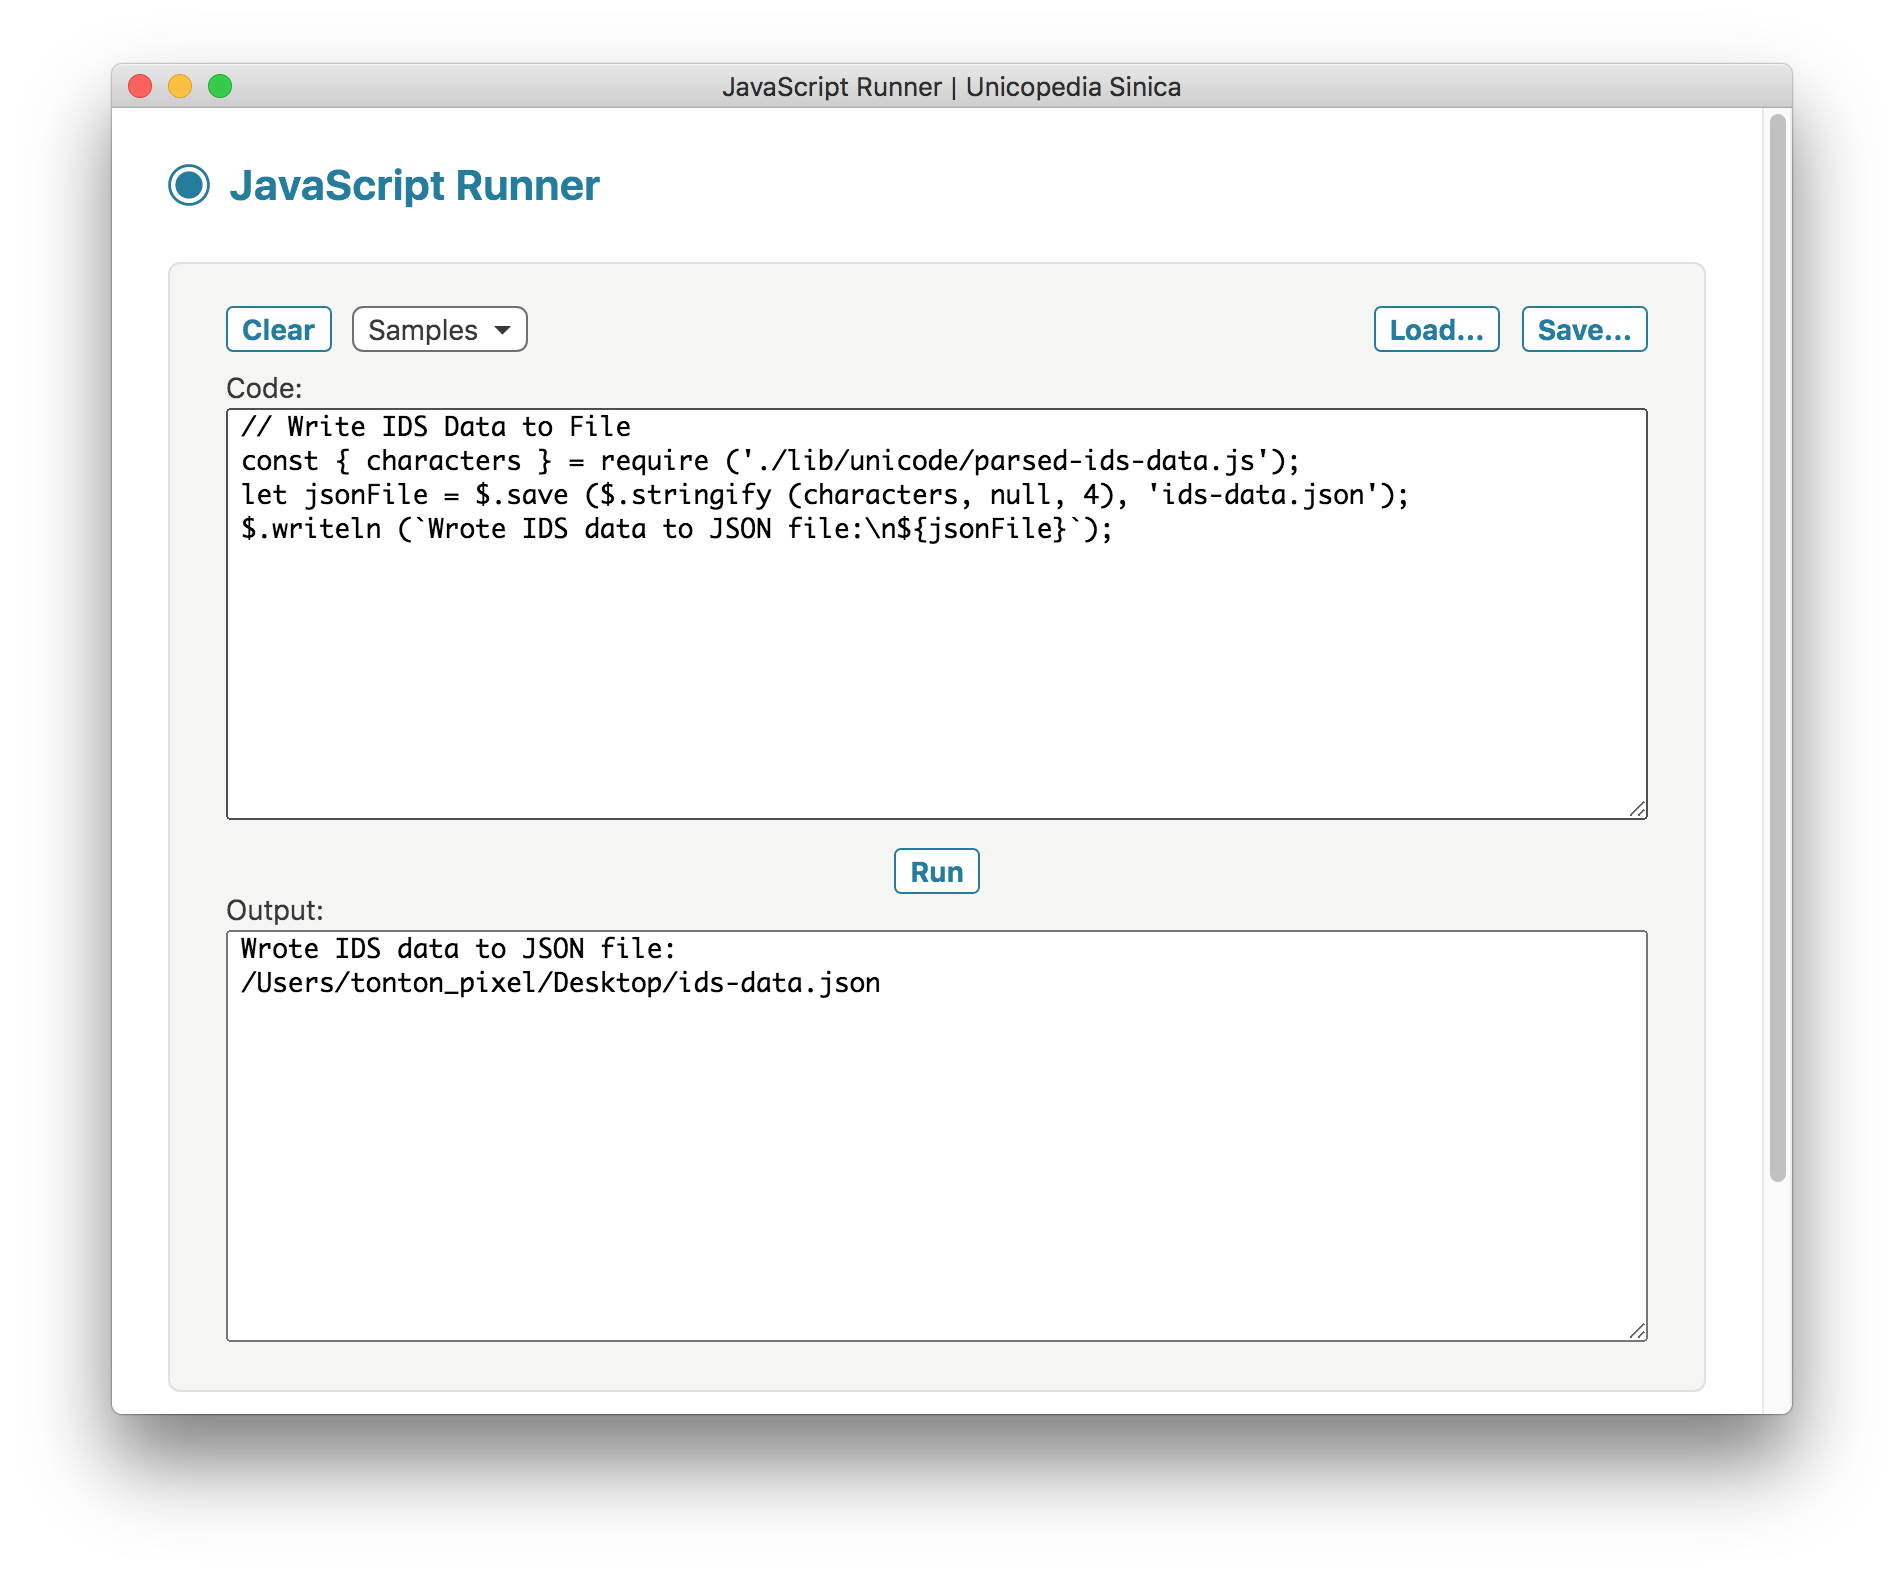 JavaScript Runner | Unicopedia Sinica
JavaScript Runner
Clear Samples Load... Save...
Code:
// Write IDS Data to File
const { characters } = require ('./lib/unicode/parsed-ids-data.js');
let jsonFile = $.save ($.stringify (characters, null, 4), 'ids-data.json');
$.writeln (`Wrote IDS data to JSON file:\n${jsonFile}`);
Run
Output:
Wrote IDS data to JSON file:
/Users/tonton_pixel/Desktop/ids-data.json